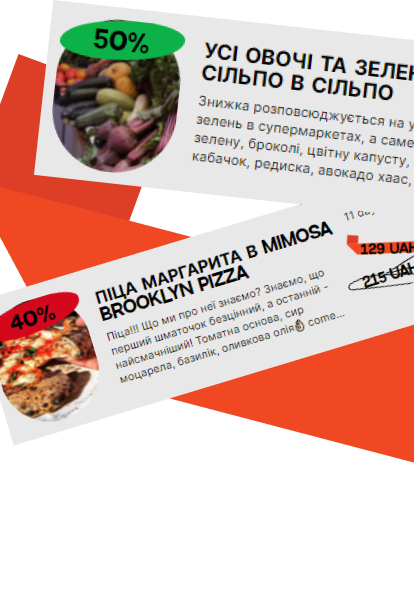 50%
УСІ ОВОЧІ ТА
СІЛЬПО В СІЛЬПО
Знижка розповсюджується на
зелень в супермаркетах, а саме
зелену, броколі, цвітну капусту,
кабачок, редиска, авокадо хаас,
40%
ПІЦА МАРГАРИТА В MIMOSA
BROOKLYN PIZZA
Піца!!! Що ми про неї знаємо? Знаємо, що
перший шматочок безцінний, а останній -
найсмачніший! Томатна основа, сир
моцарела, базилік, оливкова олія👌 come...
129 UAH
215 UAH